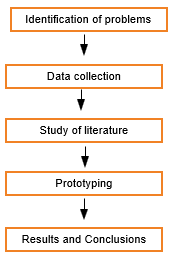 Identification of problems
Data collection
Study of literature
Prototyping
Results and Conclusions